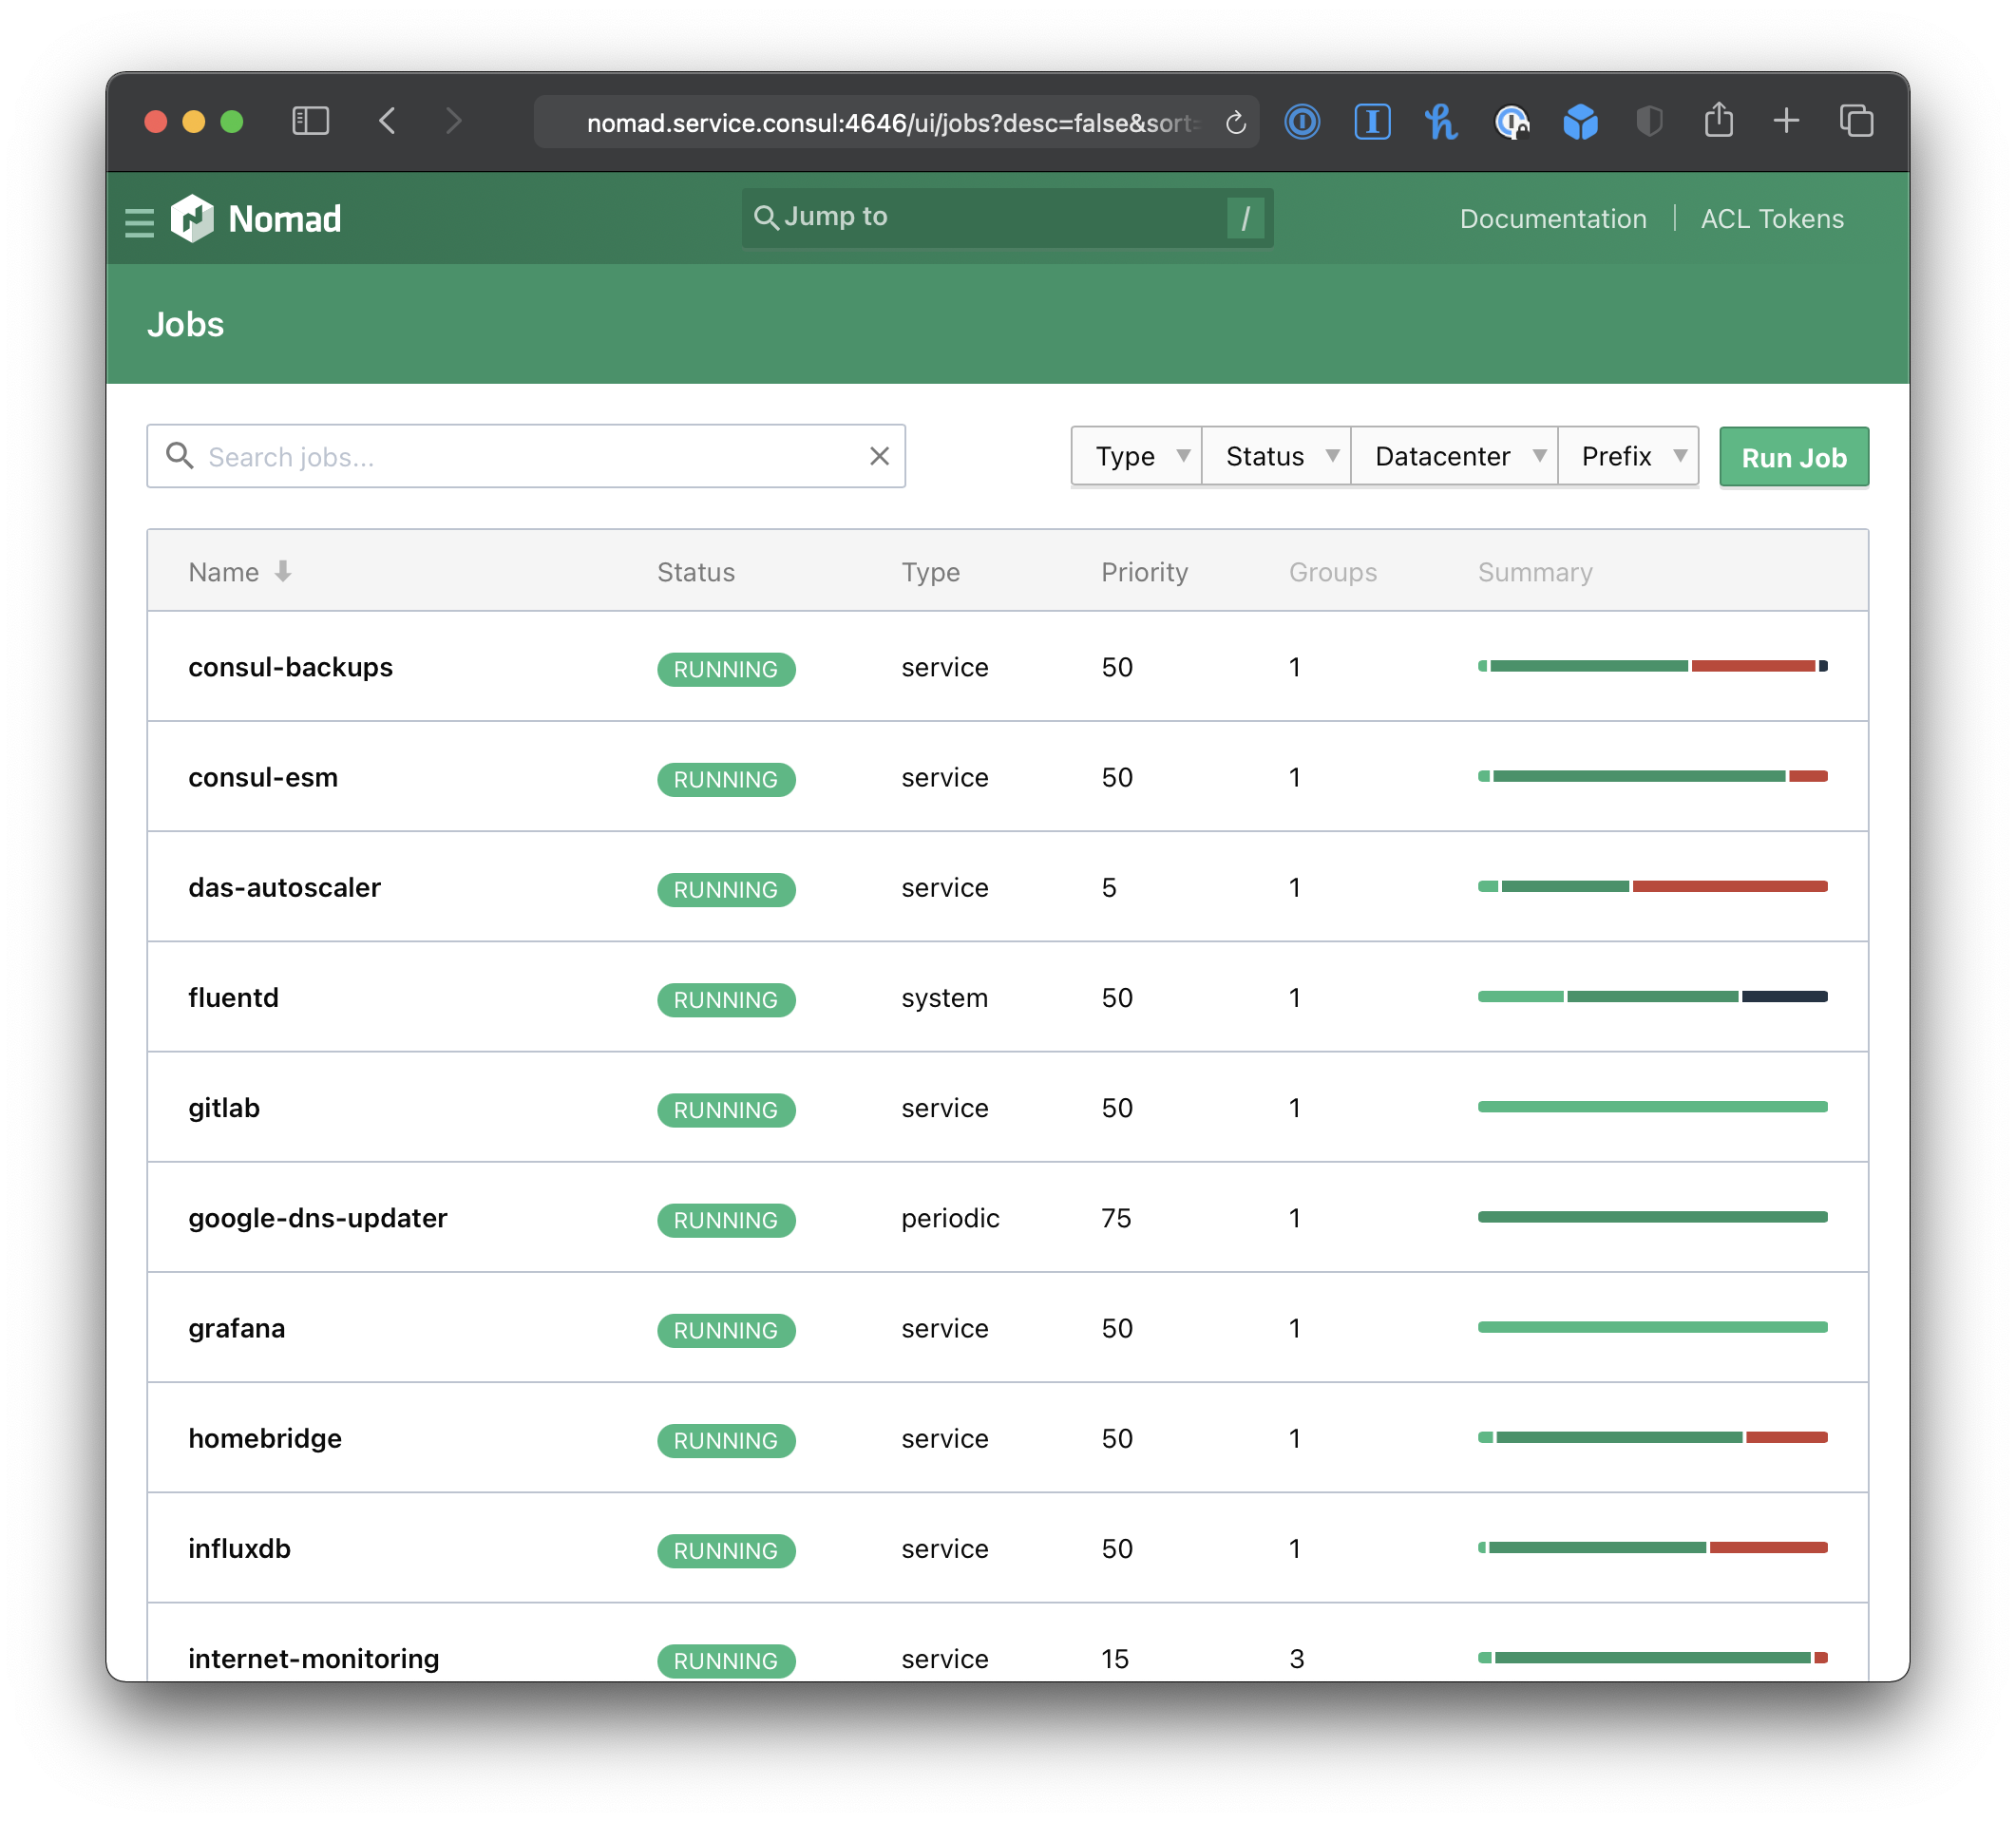 nomad.service.consul:4646/ui/jobs?desc=false&sort=
Nomad
Jump to
/
Documentation
ACL Tokens
Jobs
Search jobs...
Type
Status
Datacenter
Prefix
Run Job
Name Status Type Priority Groups Summary
consul-backups RUNNING service 50 1
consul-esm RUNNING service 50 1
das-autoscaler RUNNING service 5 1
fluentd RUNNING system 50 1
gitlab RUNNING service 50 1
google-dns-updater RUNNING periodic 75 1
grafana RUNNING service 50 1
homebridge RUNNING service 50 1
influxdb RUNNING service 50 1
internet-monitoring RUNNING service 15 3